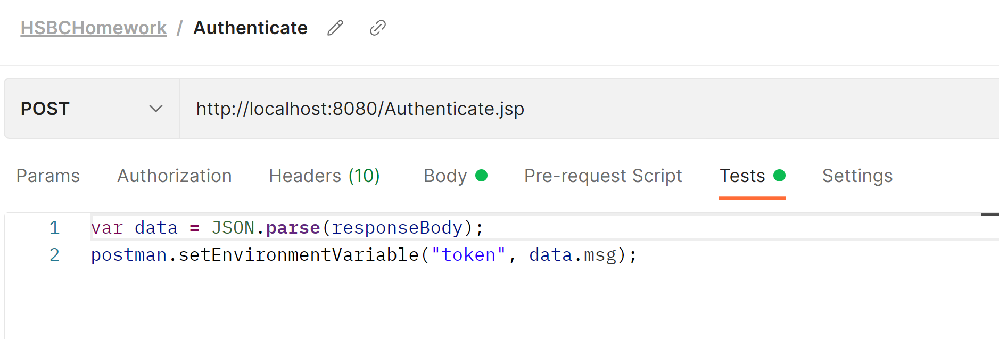 HSBCHomework / Authenticate
POST http://localhost:8080/Authenticate.jsp
Params Authorization Headers (10) Body Pre-request Script Tests Settings
1 var data = JSON.parse(responseBody);
2 postman.setEnvironmentVariable("token", data.msg);